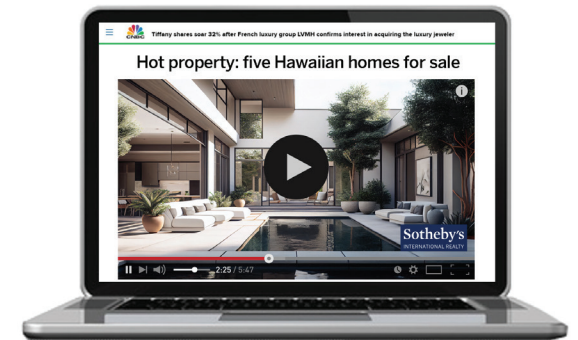 CNBC
Tiffany shares soar 32% after French luxury group LVMH confirms interest in acquiring the luxury jeweler
Hot property: five Hawaiian homes for sale
i
Sotheby's
INTERNATIONAL REALTY
2:25 / 5:47